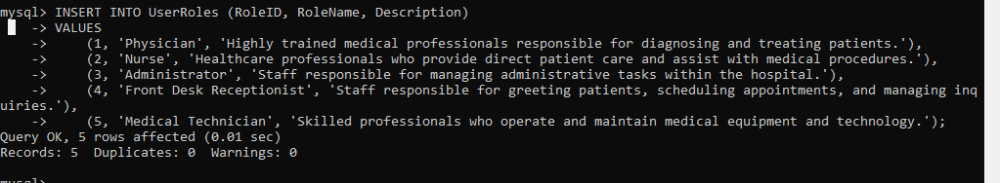 mysql> INSERT INTO UserRoles (RoleID, RoleName, Description)
    -> VALUES
    ->     (1, 'Physician', 'Highly trained medical professionals responsible for diagnosing and treating patients.'),
    ->     (2, 'Nurse', 'Healthcare professionals who provide direct patient care and assist with medical procedures.'),
    ->     (3, 'Administrator', 'Staff responsible for managing administrative tasks within the hospital.'),
    ->     (4, 'Front Desk Receptionist', 'Staff responsible for greeting patients, scheduling appointments, and managing inq
uiries.'),
    ->     (5, 'Medical Technician', 'Skilled professionals who operate and maintain medical equipment and technology.');
Query OK, 5 rows affected (0.01 sec)
Records: 5  Duplicates: 0  Warnings: 0
mysql>